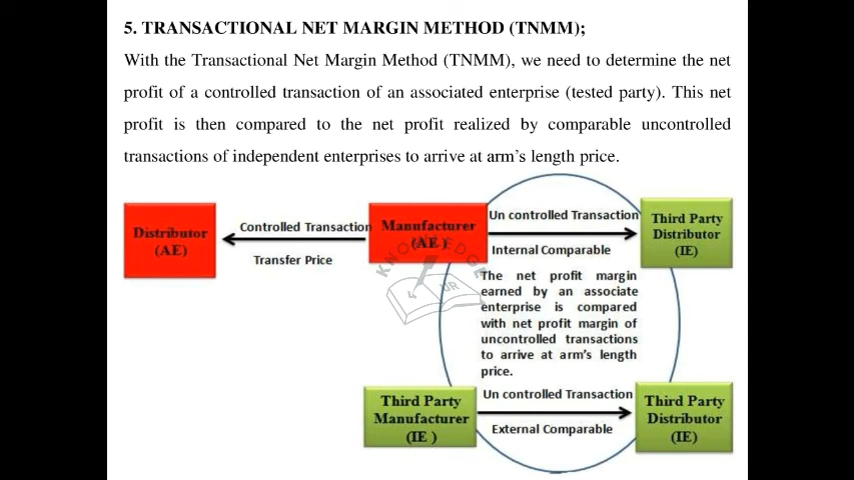 5. TRANSACTIONAL NET MARGIN METHOD (TNMM);
With the Transactional Net Margin Method (TNMM), we need to determine the net
profit of a controlled transaction of an associated enterprise (tested party). This net
profit is then compared to the net profit realized by comparable uncontrolled
transactions of independent enterprises to arrive at arm's length price.
Distributor
(AE)
Controlled Transaction
Transfer Price
Manufacturer
(AE )
Un controlled Transaction
Internal Comparable
Third Party
Distributor
(IE)
KNOWLEDGE
4 UR
The net profit margin
earned by an associate
enterprise is compared
with net profit margin of
uncontrolled transactions
to arrive at arm's length
price.
Third Party
Manufacturer
(IE )
Un controlled Transaction
External Comparable
Third Party
Distributor
(IE)